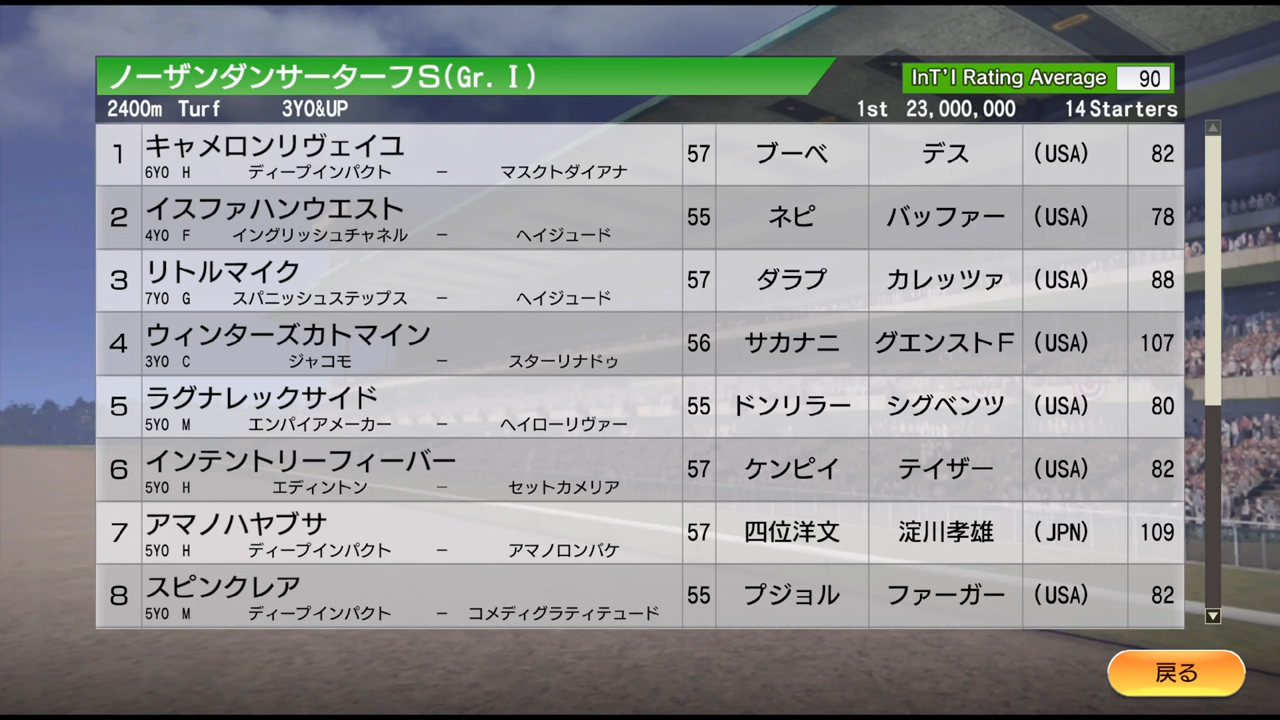 ノーザンダンサーターフS(Gr. I) InT'l Rating Average 90
2400m Turf 3YO&UP 1st 23,000,000 14Starters
1 キャメロンリヴェイユ 57 ブーベ デス (USA) 82
6YO H ディープインパクト － マスクトダイアナ
2 イスファハンウエスト 55 ネピ バッファー (USA) 78
4YO F イングリッシュチャネル － ヘイジュード
3 リトルマイク 57 ダラプ カレッツァ (USA) 88
7YO G スパニッシュステップス － ヘイジュード
4 ウィンターズカトマイン 56 サカナニ グエンストF (USA) 107
3YO C ジャコモ － スターリナドゥ
5 ラグナレックサイド 55 ドンリラー シグベンツ (USA) 80
5YO M エンパイアメーカー － ヘイローリヴァー
6 インテントリーフィーバー 57 ケンピイ テイザー (USA) 82
5YO H エディントン － セットカメリア
7 アマノハヤブサ 57 四位洋文 淀川孝雄 (JPN) 109
5YO H ディープインパクト － アマノロンバケ
8 スピンクレア 55 プジョル ファーガー (USA) 82
5YO M ディープインパクト － コメディグラティテュード
戻る